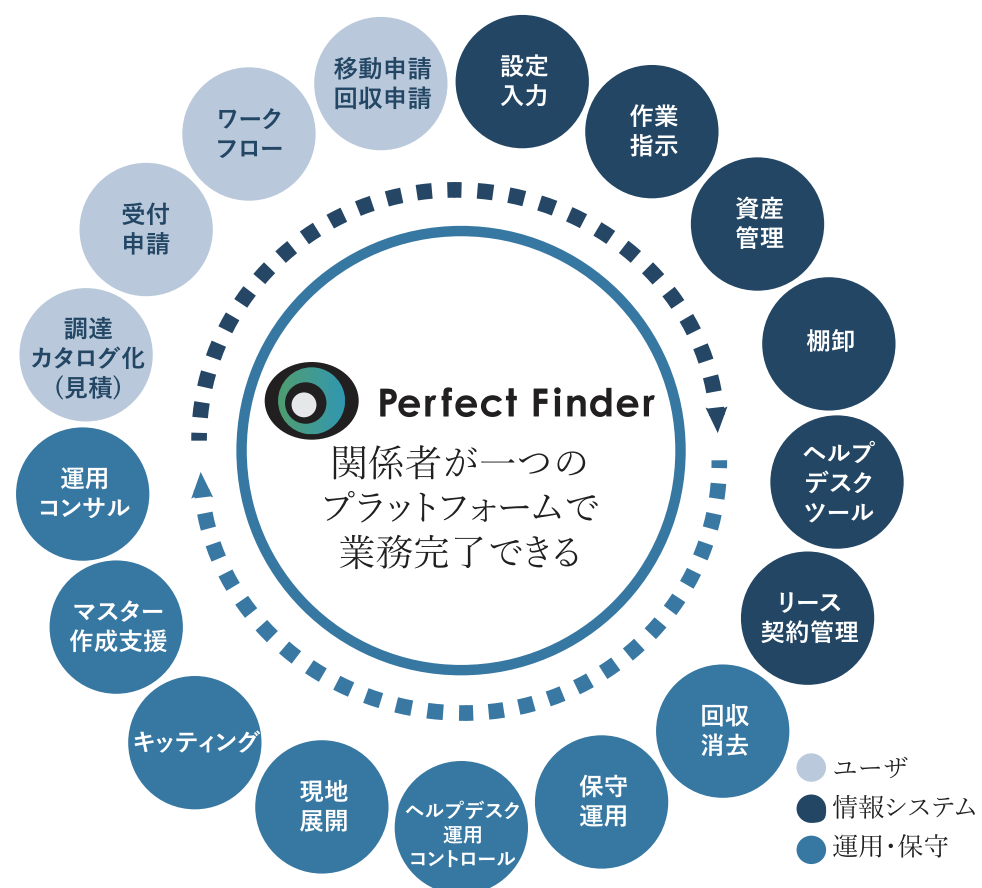 移動申請
回収申請
設定
入力
作業
指示
資産
管理
棚卸
ヘルプ
デスク
ツール
リース
契約管理
回収
消去
保守
運用
ヘルプデスク
運用
コントロール
現地
展開
キッティング
マスター
作成支援
運用
コンサル
調達
カタログ化
(見積)
受付
申請
ワーク
フロー
Perfect Finder
関係者が一つの
プラットフォームで
業務完了できる
ユーザ
情報システム
運用・保守